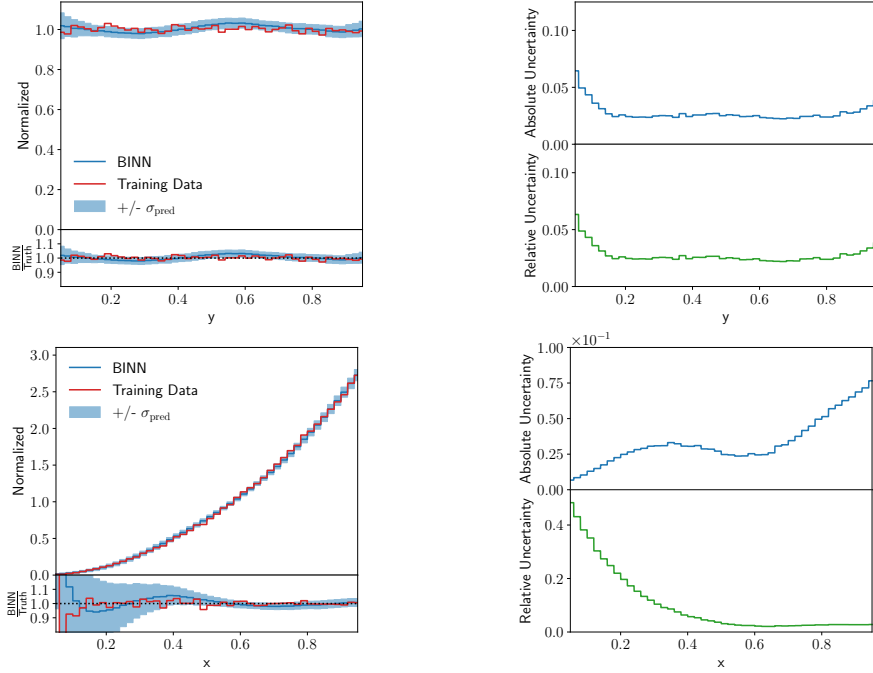 1.0
0.8
0.6
0.4
0.2
0.0
Normalized
BINN
Training Data
+/- σpred
1.1
1.0
0.9
BINN
Truth
0.2 0.4 0.6 0.8
y
0.10
0.05
0.00
Absolute Uncertainty
0.10
0.05
0.00
Relative Uncertainty
0.2 0.4 0.6 0.8
y
3.0
2.5
2.0
1.5
1.0
0.5
0.0
Normalized
BINN
Training Data
+/- σpred
1.1
1.0
0.9
BINN
Truth
0.2 0.4 0.6 0.8
x
×10−1
1.00
0.75
0.50
0.25
0.00
Absolute Uncertainty
0.4
0.2
0.0
Relative Uncertainty
0.2 0.4 0.6 0.8
x